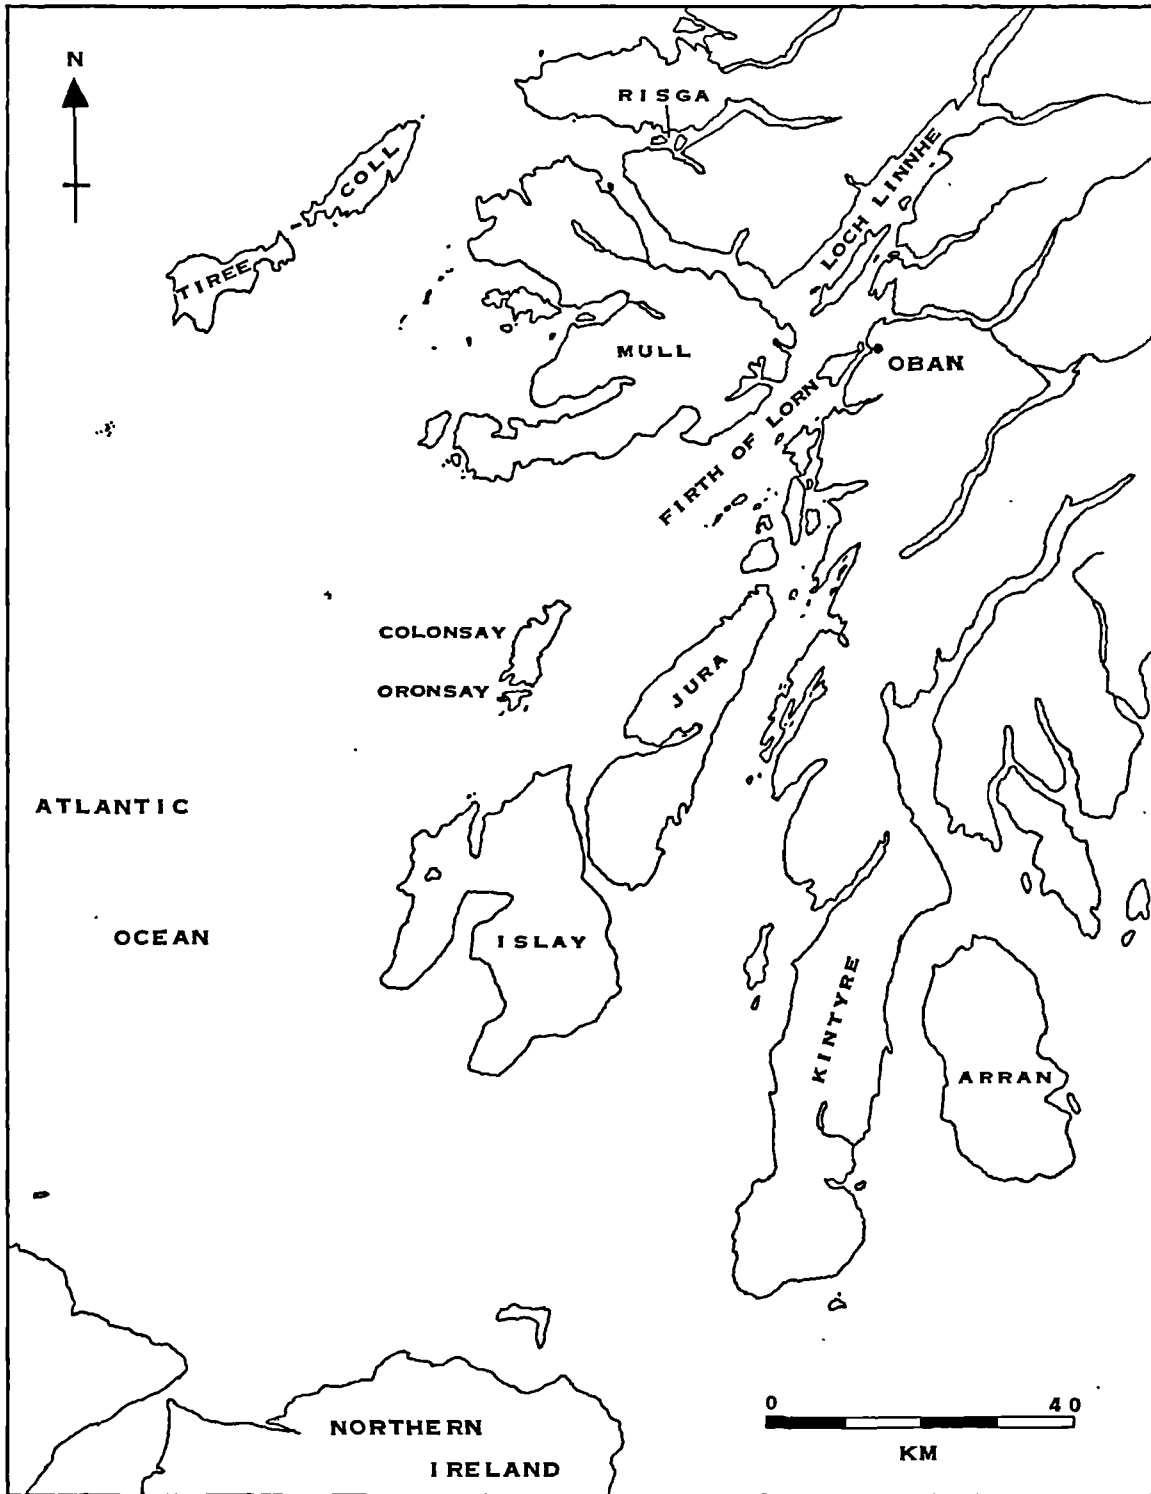 N
RISGA
COLL
LOCH LINNHE
TIREE
MULL
OBAN
FIRTH OF LORN
COLONSAY
JURA
ORONSAY
ATLANTIC
OCEAN
ISLAY
KINTYRE
ARRAN
0 40
KM
NORTHERN
IRELAND